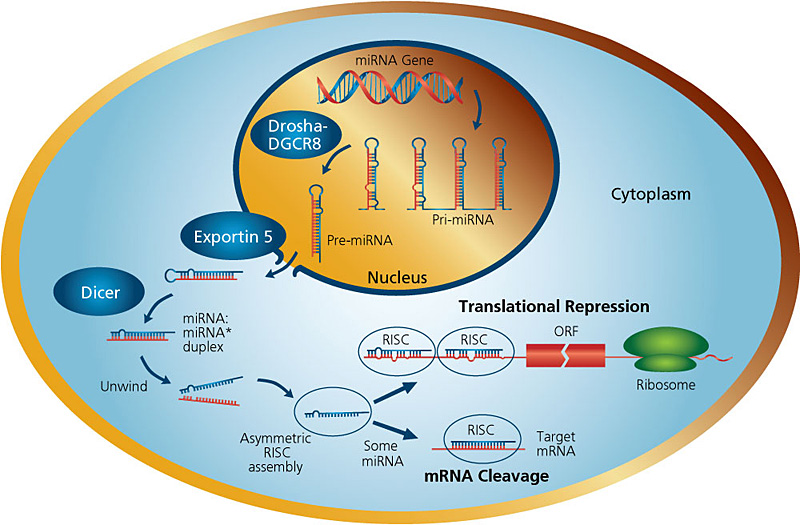 miRNA Gene
Drosha-
DGCR8
Pri-miRNA
Cytoplasm
Exportin 5
Pre-miRNA
Nucleus
Dicer
miRNA:
miRNA*
duplex
Unwind
Asymmetric
RISC
assembly
Translational Repression
RISC
RISC
ORF
Ribosome
Some
miRNA
RISC
Target
mRNA
mRNA Cleavage